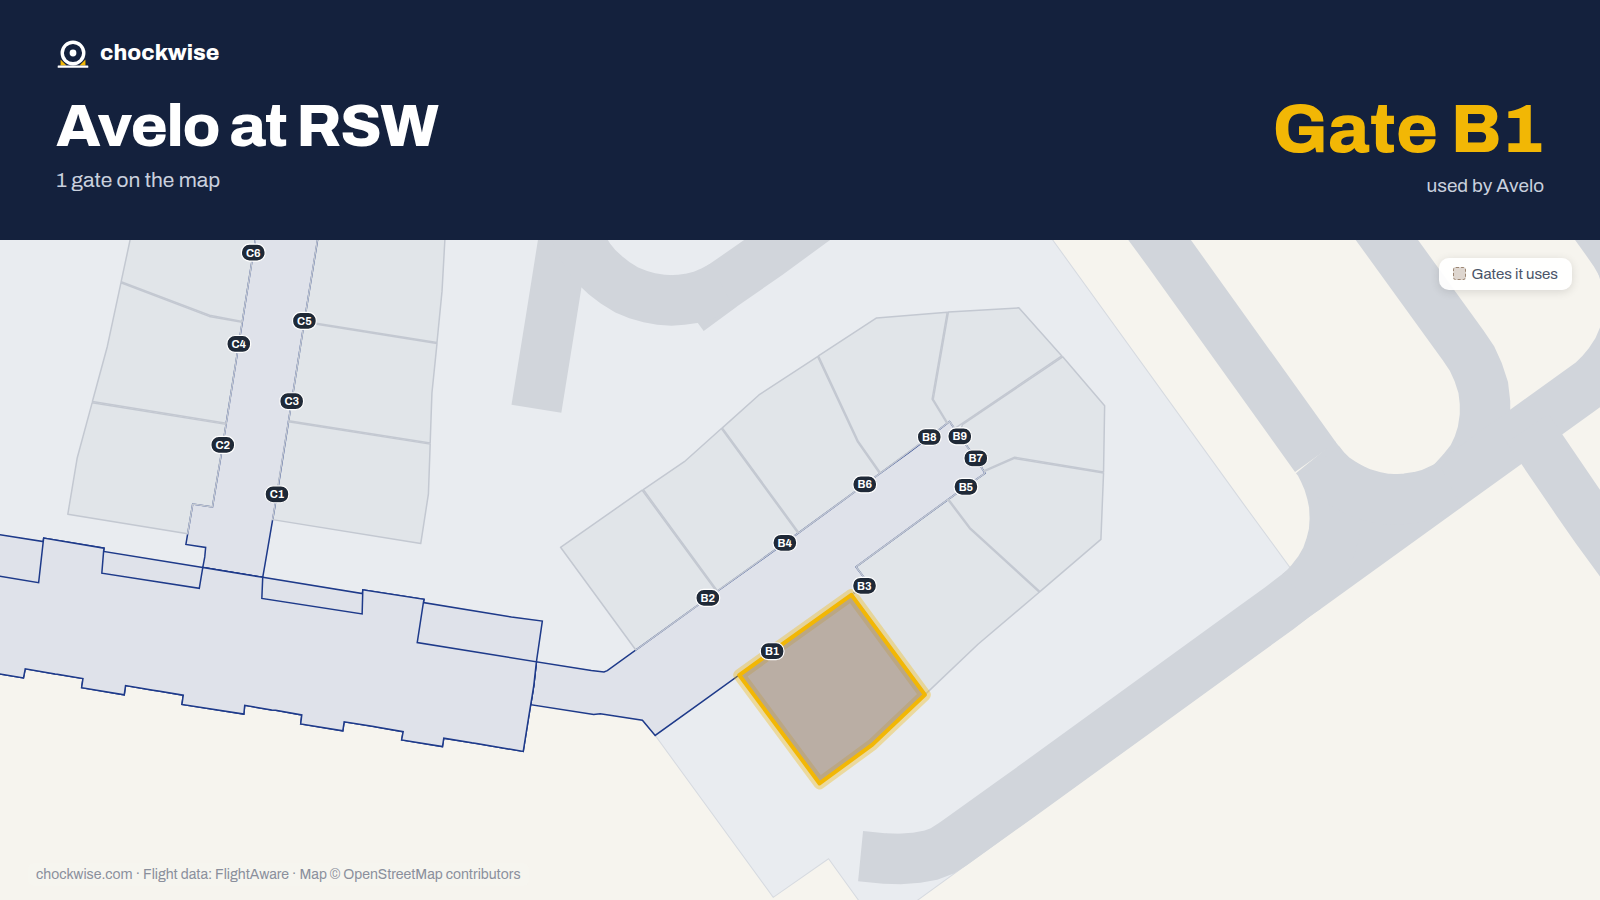 chockwise
Avelo at RSW
1 gate on the map
Gate B1
used by Avelo
Gates it uses
C6
C5
C4
C3
C2
C1
B8
B9
B7
B6
B5
B4
B3
B2
B1
chockwise.com · Flight data: FlightAware · Map © OpenStreetMap contributors